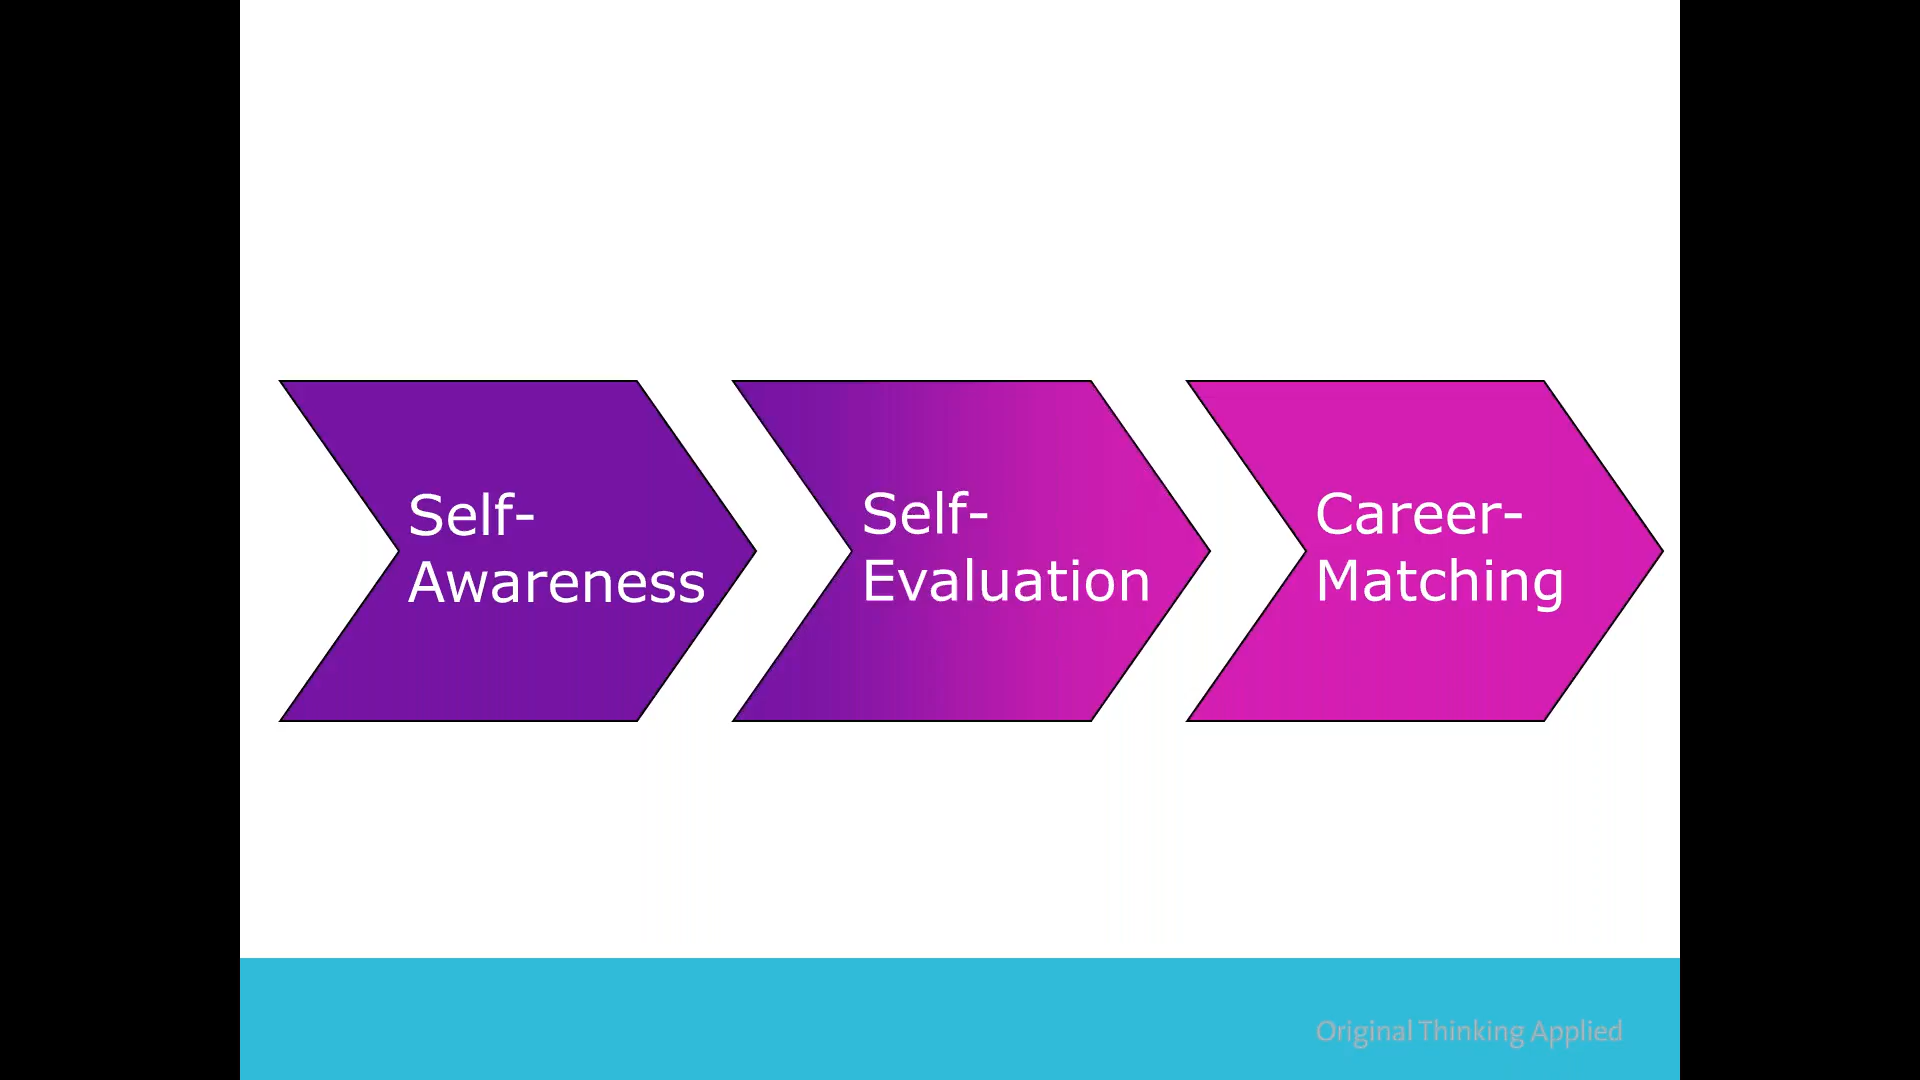 Self-
Awareness
Self-
Evaluation
Career-
Matching
Original Thinking Applied